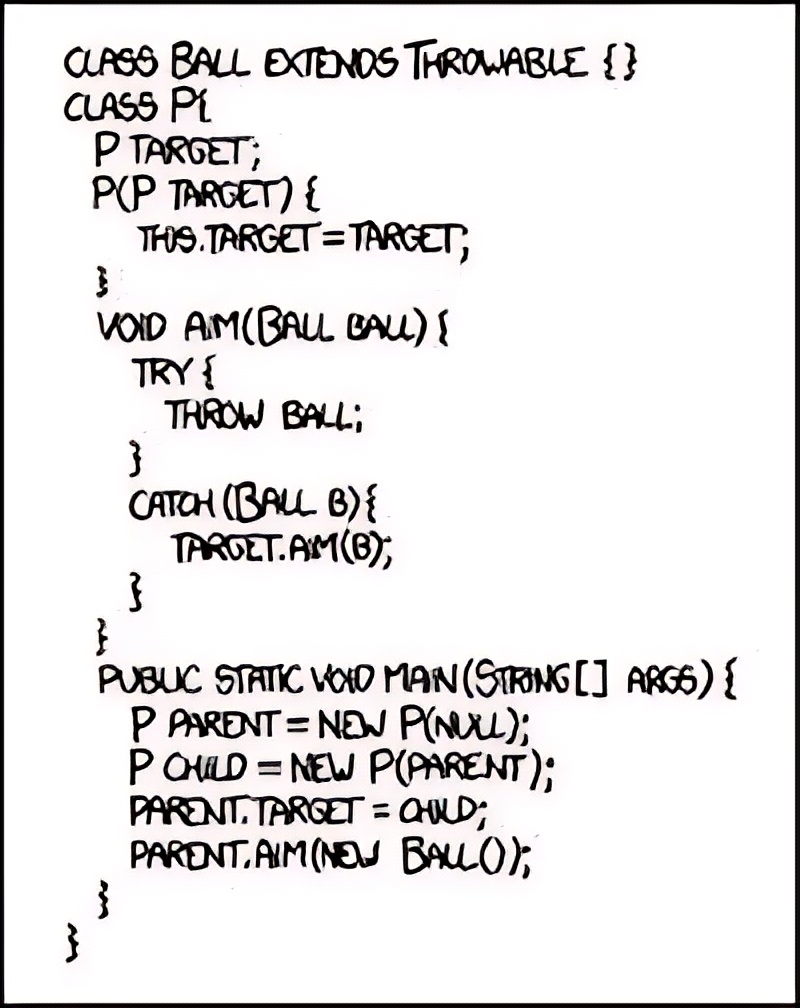 CLASS BALL EXTENDS THROWABLE {}
CLASS P{
P TARGET;
P(P TARGET) {
THIS.TARGET = TARGET;
}
VOID AIM(BALL BALL) {
TRY {
THROW BALL;
}
CATCH (BALL B){
TARGET.AIM(B);
}
}
PUBLIC STATIC VOID MAIN(STRING[] ARGS) {
P PARENT = NEW P(NULL);
P CHILD = NEW P(PARENT);
PARENT.TARGET = CHILD;
PARENT.AIM(NEW BALL());
}
}